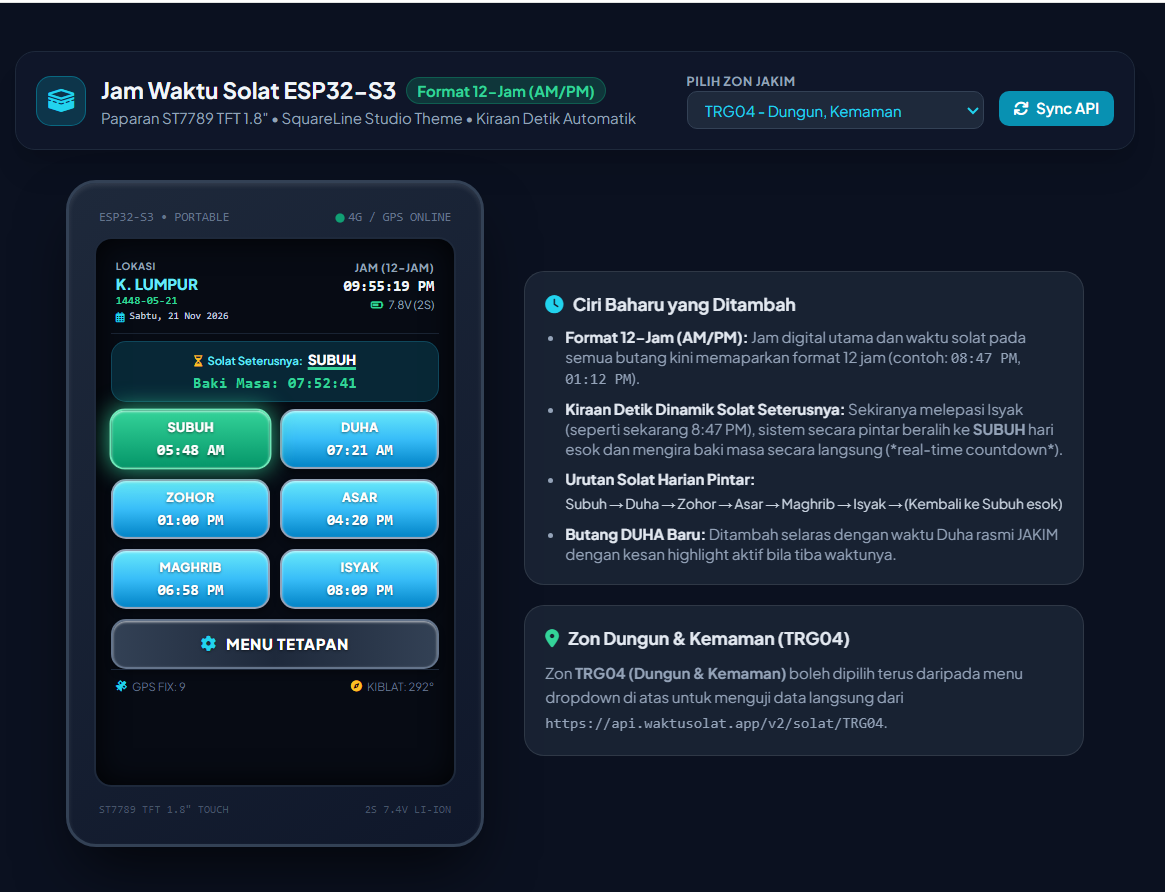 Jam Waktu Solat ESP32-S3 Format 12-Jam (AM/PM)
Paparan ST7789 TFT 1.8" • SquareLine Studio Theme • Kiraan Detik Automatik
PILIH ZON JAKIM
TRG04 - Dungun, Kemaman
Sync API
ESP32-S3 • PORTABLE
4G / GPS ONLINE
LOKASI
K. LUMPUR
1448-05-21
Sabtu, 21 Nov 2026
JAM (12-JAM)
09:55:19 PM
7.8V (2S)
Solat Seterusnya: SUBUH
Baki Masa: 07:52:41
SUBUH
05:48 AM
DUHA
07:21 AM
ZOHOR
01:00 PM
ASAR
04:20 PM
MAGHRIB
06:58 PM
ISYAK
08:09 PM
MENU TETAPAN
GPS FIX: 9
KIBLAT: 292°
ST7789 TFT 1.8" TOUCH
2S 7.4V LI-ION
Ciri Baharu yang Ditambah
• Format 12-Jam (AM/PM): Jam digital utama dan waktu solat pada
semua butang kini memaparkan format 12 jam (contoh: 08:47 PM,
01:12 PM).
• Kiraan Detik Dinamik Solat Seterusnya: Sekiranya melepasi Isyak
(seperti sekarang 8:47 PM), sistem secara pintar beralih ke SUBUH hari
esok dan mengira baki masa secara langsung (*real-time countdown*).
• Urutan Solat Harian Pintar:
Subuh → Duha → Zohor → Asar → Maghrib → Isyak → (Kembali ke Subuh esok)
• Butang DUHA Baru: Ditambah selaras dengan waktu Duha rasmi JAKIM
dengan kesan highlight aktif bila tiba waktunya.
Zon Dungun & Kemaman (TRG04)
Zon TRG04 (Dungun & Kemaman) boleh dipilih terus daripada menu
dropdown di atas untuk menguji data langsung dari
https://api.waktusolat.app/v2/solat/TRG04.